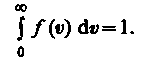 ∫₀^∞ f (v) dv = 1.